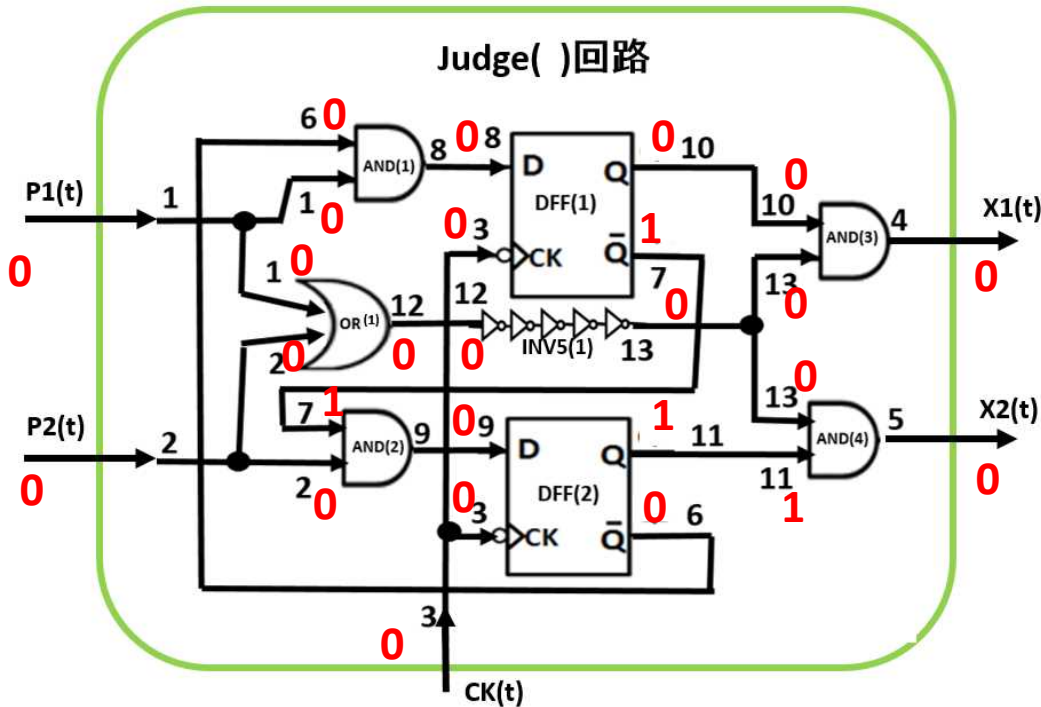 Judge( )回路
6 0
AND(1)
8 0 8
D Q
0 10
DFF(1)
P1(t)
1
1
0
0
0 3
CK Q̅
1
7
0
10
AND(3)
4
X1(t)
0
1 0
OR(1)
12
0
12
0
INV5(1)
0
13
13
0
2 0
7 1
AND(2)
9 0 9
D Q
1
11
DFF(2)
13 0
AND(4)
5
X2(t)
0
P2(t)
0
2
2
0
0
3
CK Q̅
0 6
11
1
3
0
CK(t)